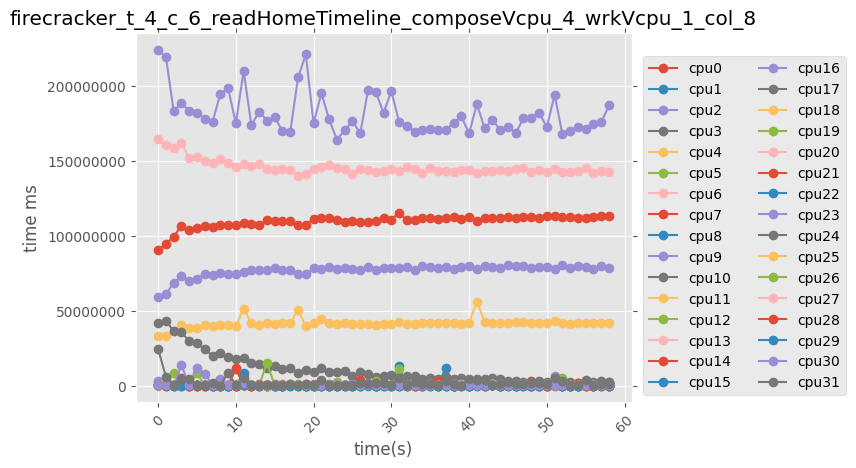 firecracker_t_4_c_6_readHomeTimeline_composeVcpu_4_wrkVcpu_1_col_8
time ms
200000000
150000000
100000000
50000000
0
0
10
20
30
40
50
60
time(s)
cpu0
cpu1
cpu2
cpu3
cpu4
cpu5
cpu6
cpu7
cpu8
cpu9
cpu10
cpu11
cpu12
cpu13
cpu14
cpu15
cpu16
cpu17
cpu18
cpu19
cpu20
cpu21
cpu22
cpu23
cpu24
cpu25
cpu26
cpu27
cpu28
cpu29
cpu30
cpu31